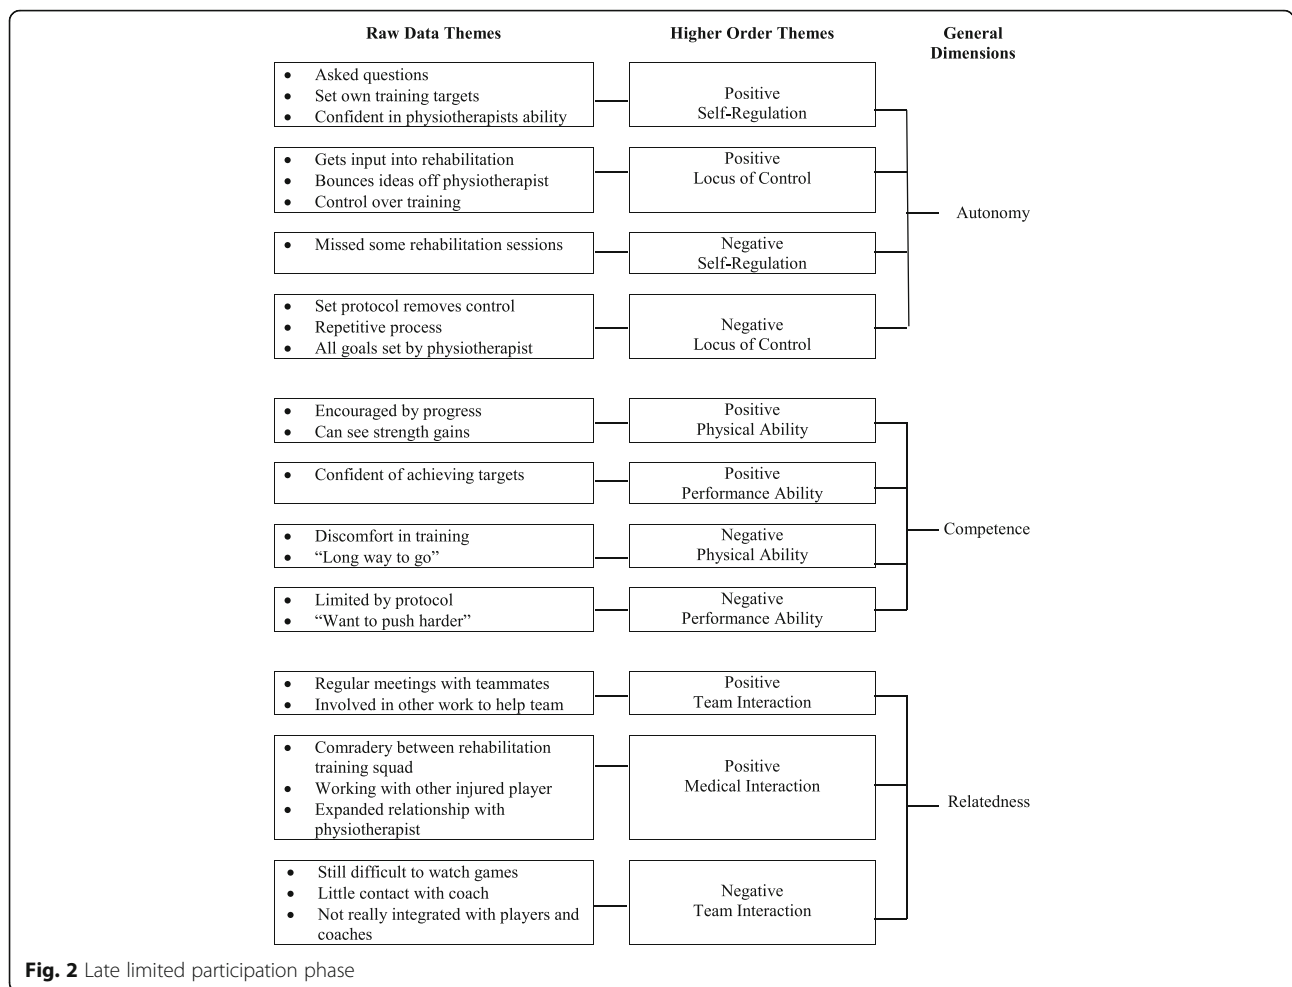 Raw Data Themes
Higher Order Themes
General
Dimensions
• Asked questions
• Set own training targets
• Confident in physiotherapists ability
Positive
Self-Regulation
• Gets input into rehabilitation
• Bounces ideas off physiotherapist
• Control over training
Positive
Locus of Control
Autonomy
• Missed some rehabilitation sessions
Negative
Self-Regulation
• Set protocol removes control
• Repetitive process
• All goals set by physiotherapist
Negative
Locus of Control
• Encouraged by progress
• Can see strength gains
Positive
Physical Ability
• Confident of achieving targets
Positive
Performance Ability
Competence
• Discomfort in training
• “Long way to go”
Negative
Physical Ability
• Limited by protocol
• “Want to push harder”
Negative
Performance Ability
• Regular meetings with teammates
• Involved in other work to help team
Positive
Team Interaction
• Comradery between rehabilitation
training squad
• Working with other injured player
• Expanded relationship with
physiotherapist
Positive
Medical Interaction
Relatedness
• Still difficult to watch games
• Little contact with coach
• Not really integrated with players and
coaches
Negative
Team Interaction
Fig. 2 Late limited participation phase